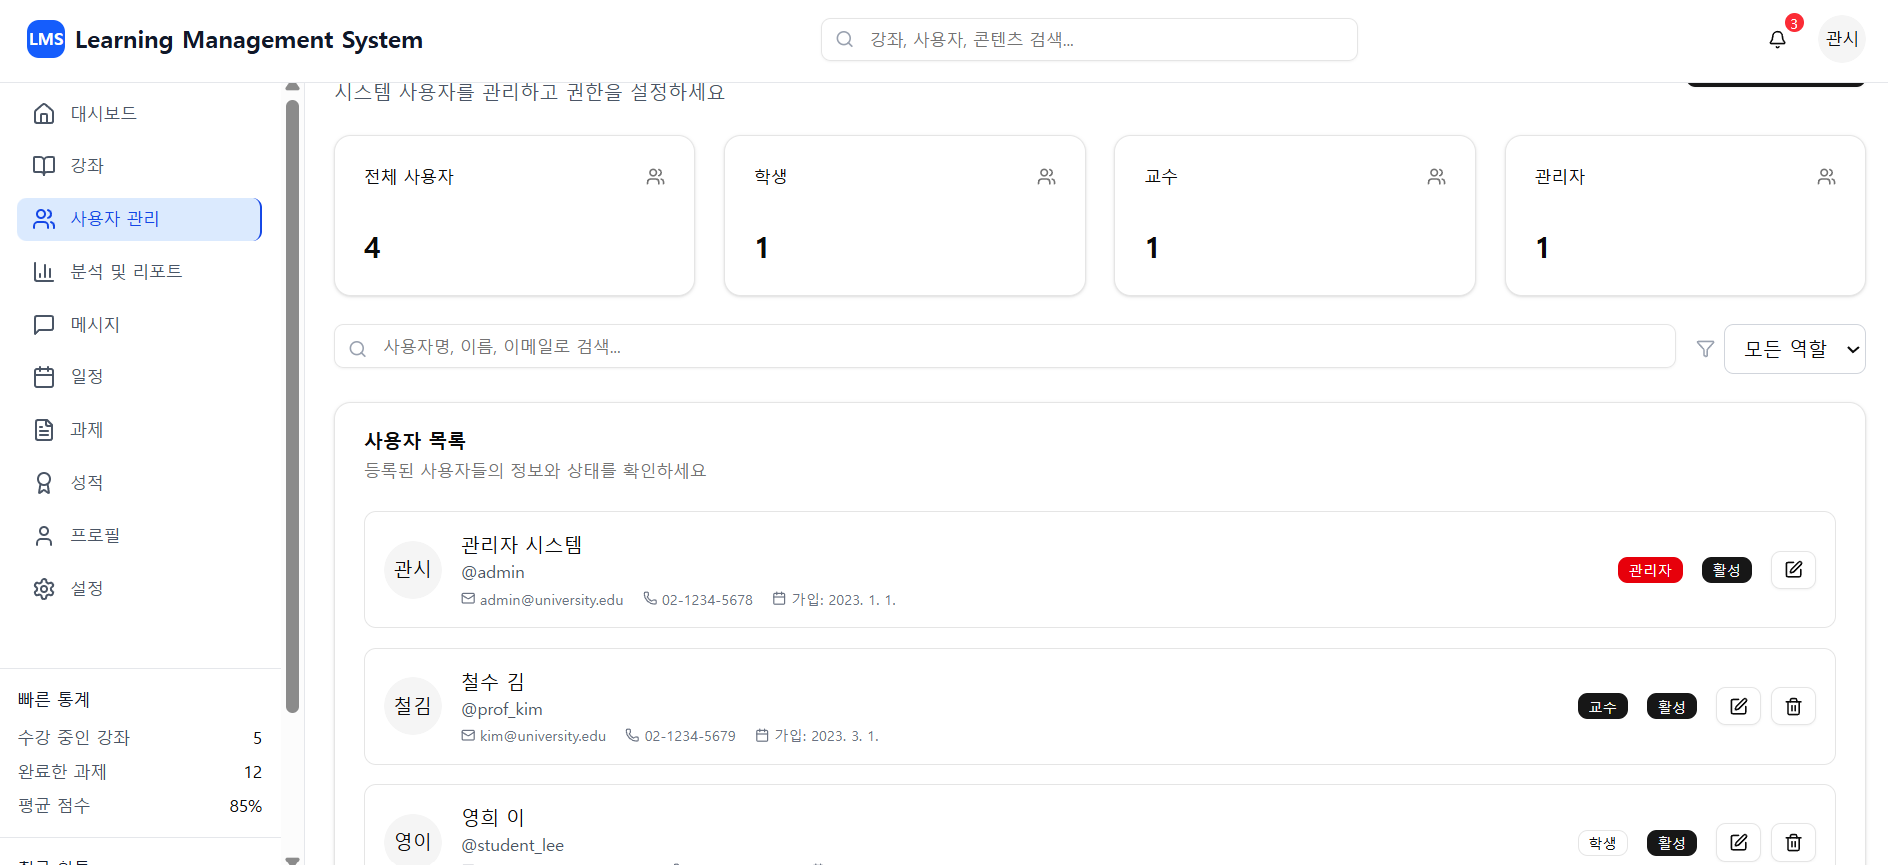 LMS Learning Management System
강좌, 사용자, 콘텐츠 검색...
3
관시
대시보드
강좌
사용자 관리
분석 및 리포트
메시지
일정
과제
성적
프로필
설정
빠른 통계
수강 중인 강좌 5
완료한 과제 12
평균 점수 85%
시스템 사용자를 관리하고 권한을 설정하세요
전체 사용자
4
학생
1
교수
1
관리자
1
사용자명, 이름, 이메일로 검색...
모든 역할
사용자 목록
등록된 사용자들의 정보와 상태를 확인하세요
관시
관리자 시스템
@admin
admin@university.edu 02-1234-5678 가입: 2023. 1. 1.
관리자 활성
철김
철수 김
@prof_kim
kim@university.edu 02-1234-5679 가입: 2023. 3. 1.
교수 활성
영이
영희 이
@student_lee
학생 활성